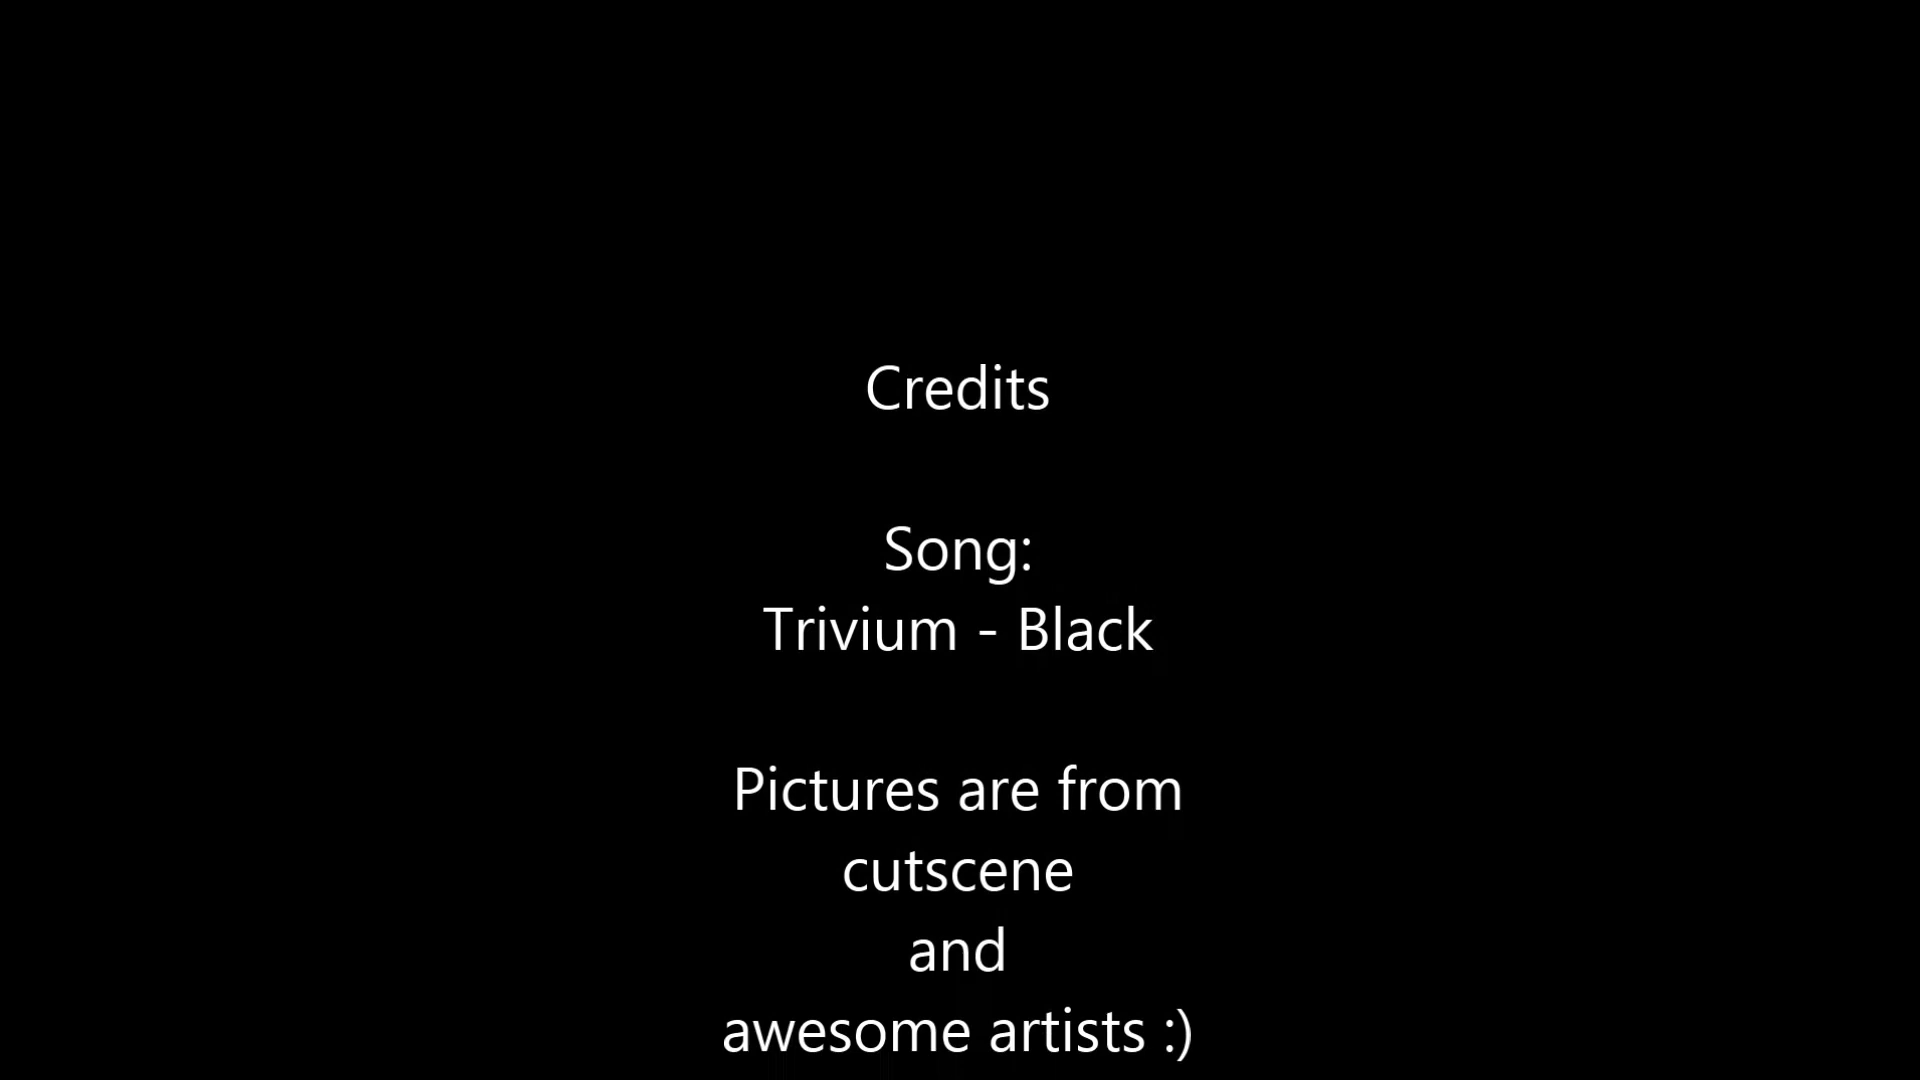 Credits
Song:
Trivium - Black
Pictures are from
cutscene
and
awesome artists :)